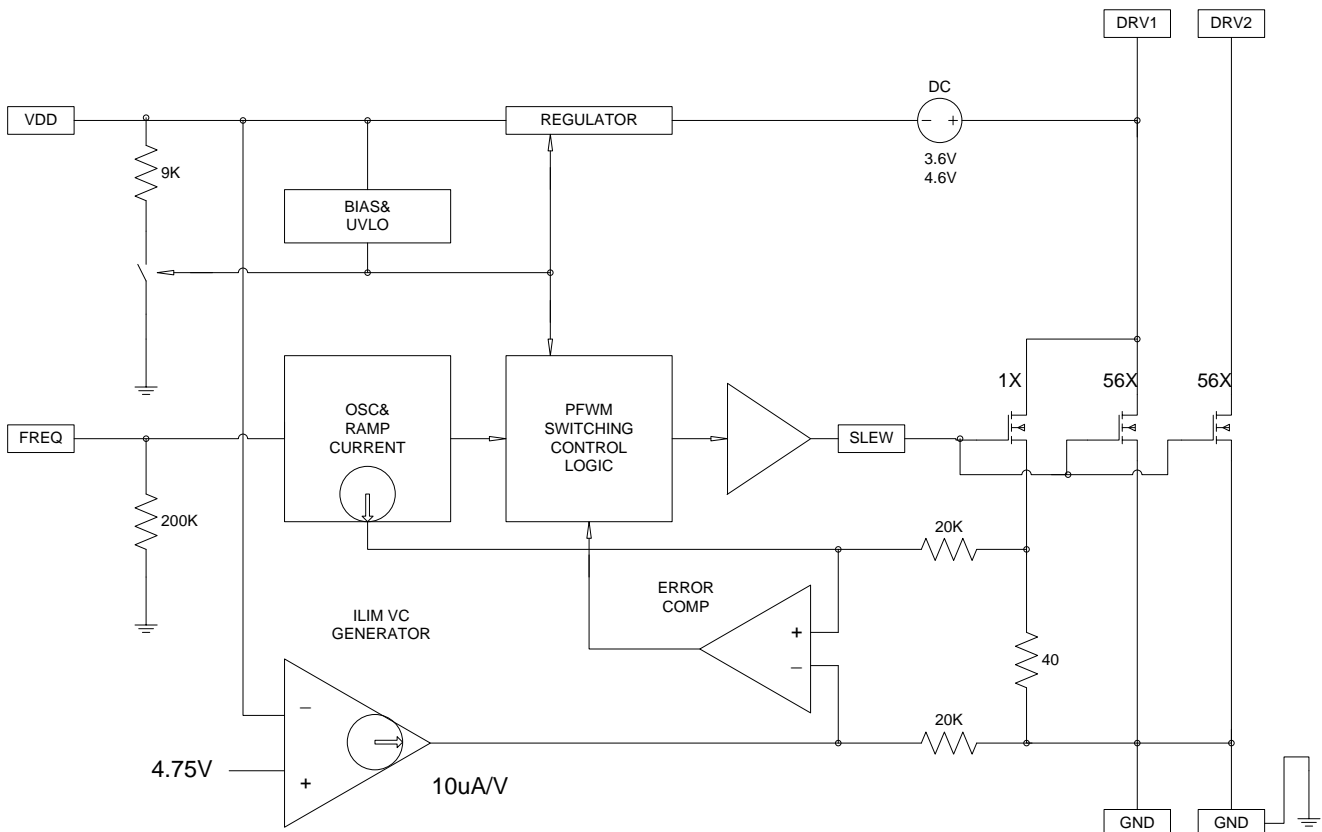 DRV1
DRV2
DC
VDD
REGULATOR
3.6V
4.6V
9K
BIAS&
UVLO
1X
56X
56X
OSC&
RAMP
CURRENT
PFWM
SWITCHING
CONTROL
LOGIC
FREQ
SLEW
200K
20K
ERROR
COMP
ILIM VC
GENERATOR
+
−
40
−
20K
4.75V
+
10uA/V
GND
GND